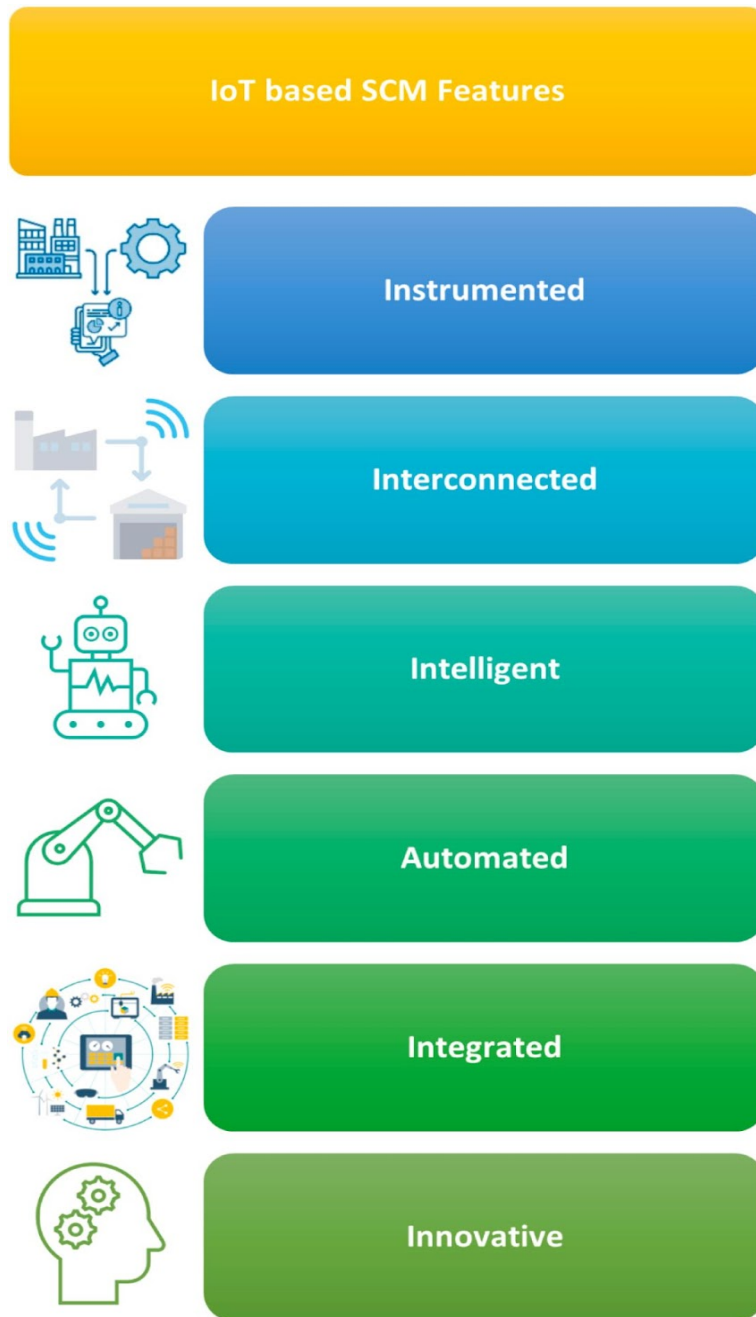 IoT based SCM Features
Instrumented
Interconnected
Intelligent
Automated
Integrated
Innovative